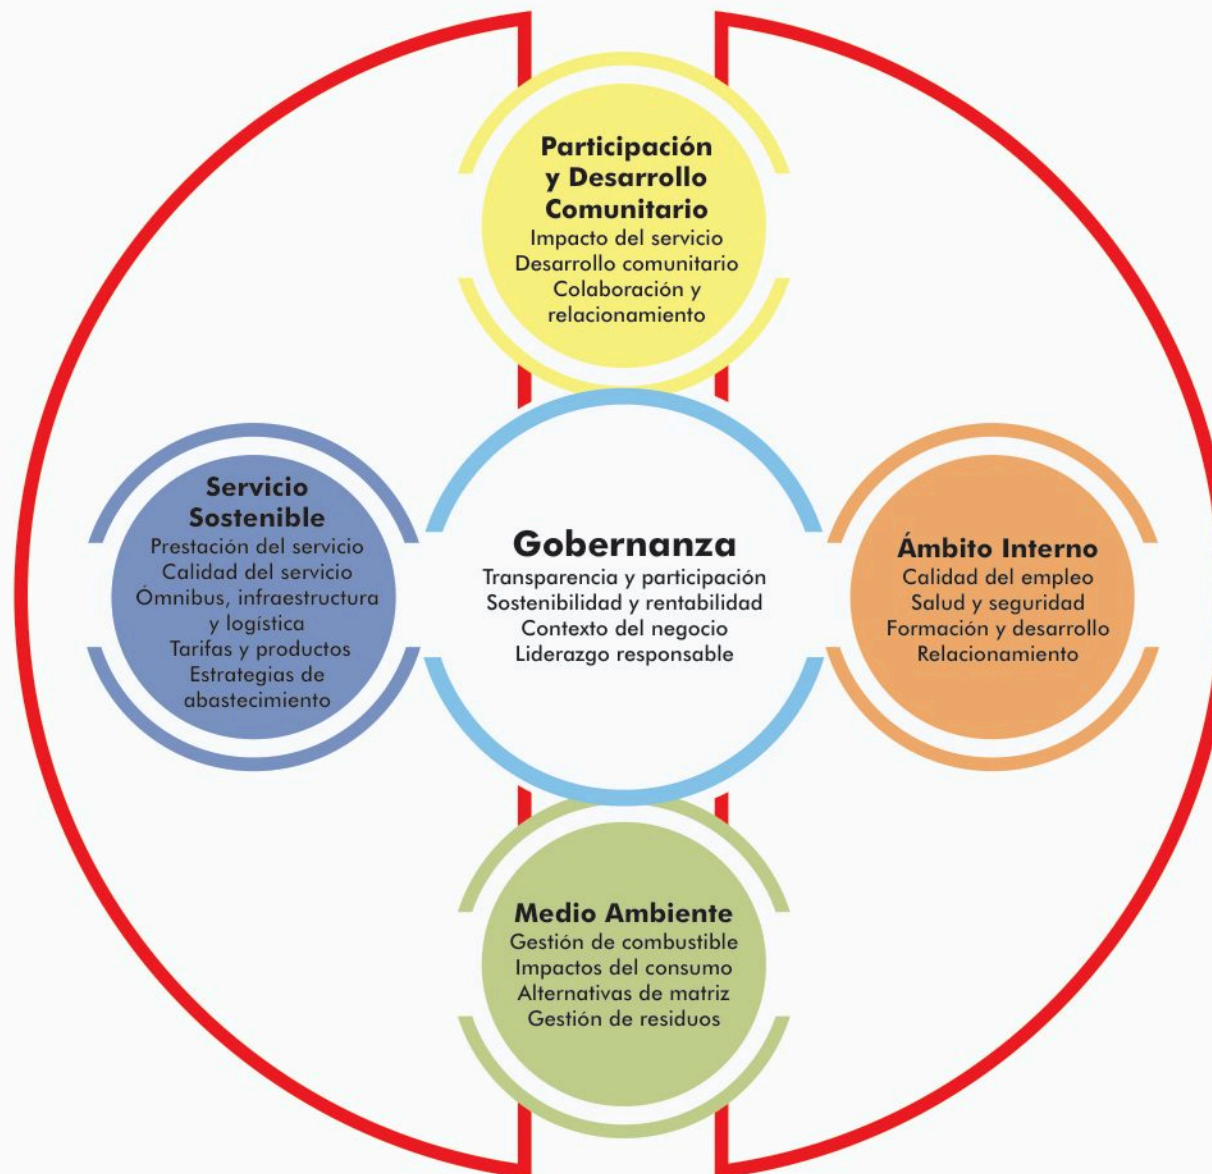 Participación
y Desarrollo
Comunitario
Impacto del servicio
Desarrollo comunitario
Colaboración y
relacionamiento
Servicio
Sostenible
Prestación del servicio
Calidad del servicio
Ómnibus, infraestructura
y logística
Tarifas y productos
Estrategias de
abastecimiento
Gobernanza
Transparencia y participación
Sostenibilidad y rentabilidad
Contexto del negocio
Liderazgo responsable
Ámbito Interno
Calidad del empleo
Salud y seguridad
Formación y desarrollo
Relacionamiento
Medio Ambiente
Gestión de combustible
Impactos del consumo
Alternativas de matriz
Gestión de residuos